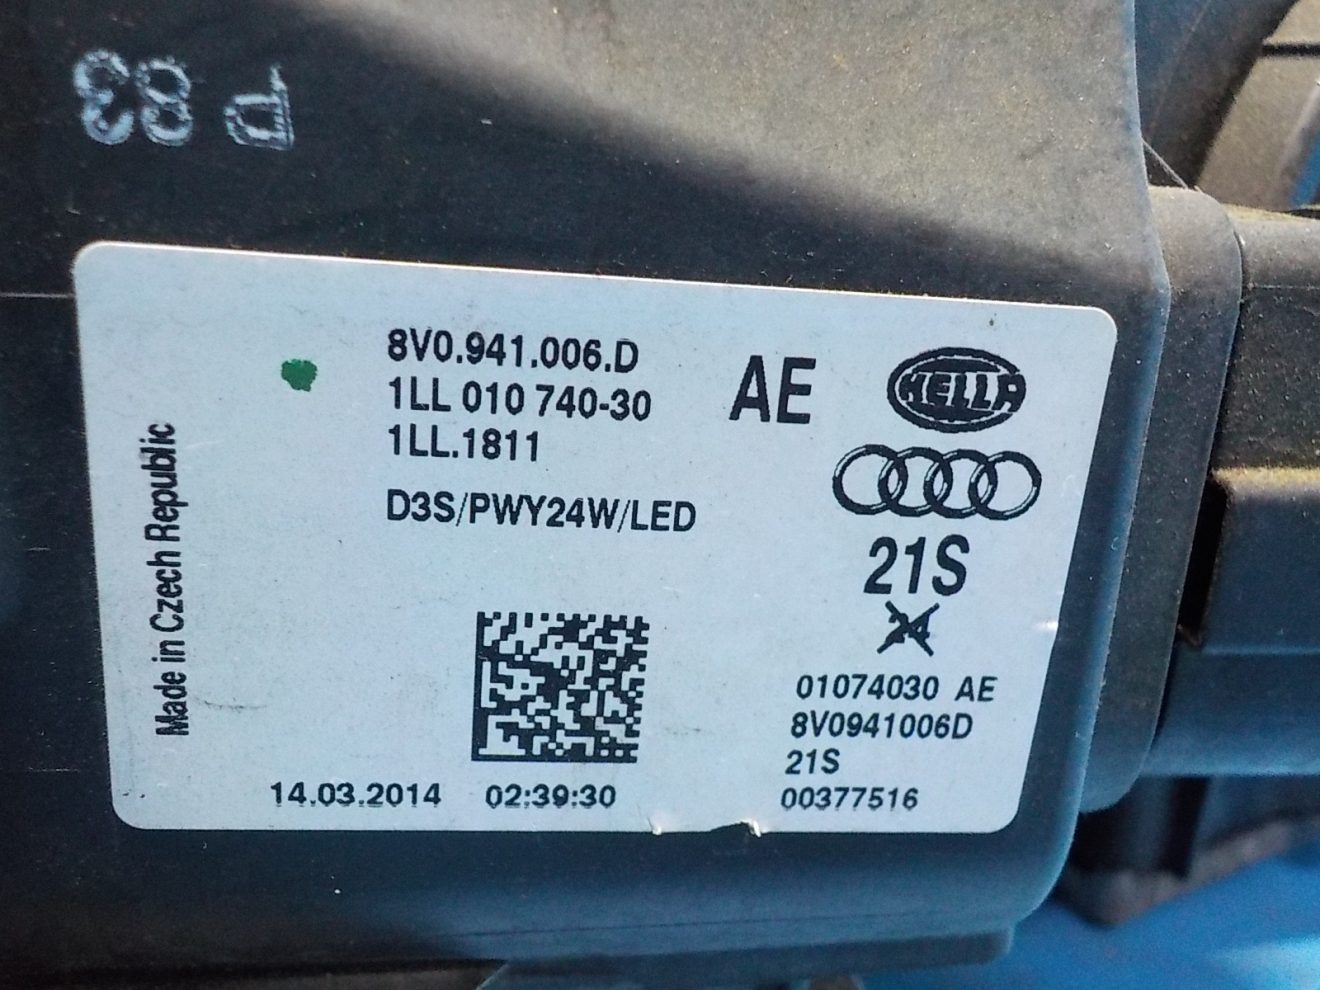 8V0.941.006.D
1LL 010 740-30
1LL.1811
D3S/PWY24W/LED
AE
HELLA
21S
24
01074030 AE
8V0941006D
21S
00377516
14.03.2014 02:39:30
Made in Czech Republic